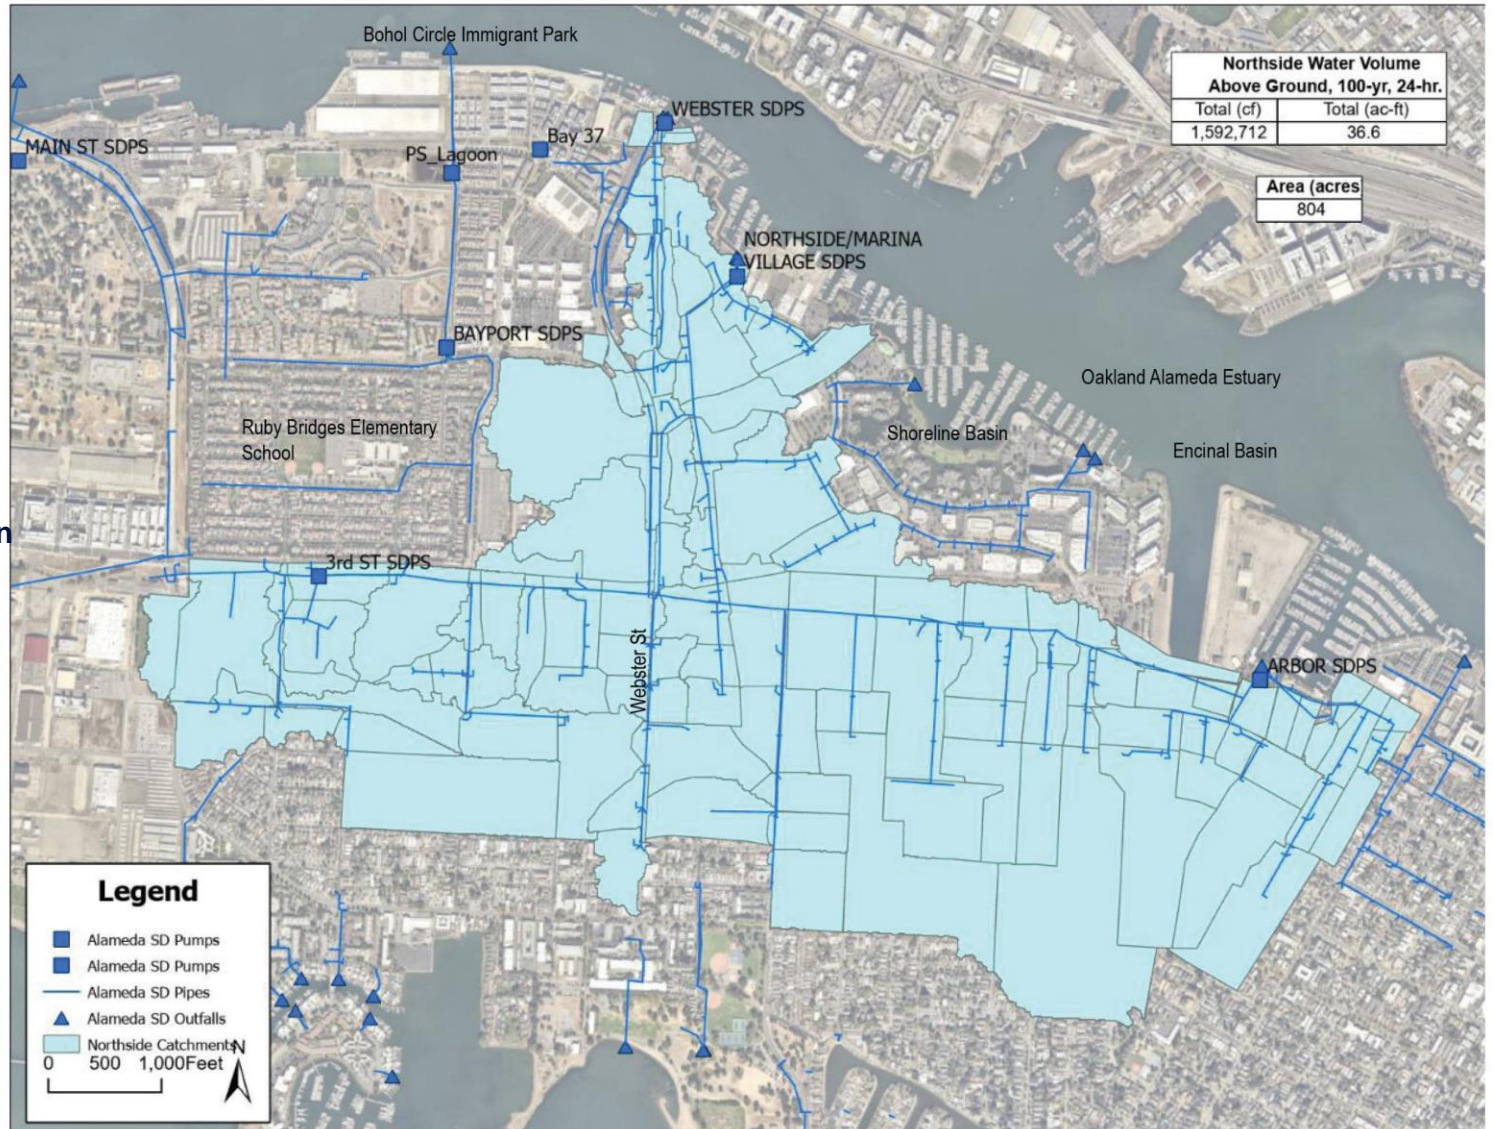 Bohol Circle Immigrant Park
Northside Water Volume
Above Ground, 100-yr, 24-hr.
Total (cf) Total (ac-ft)
1,592,712 36.6
WEBSTER SDPS
Bay 37
MAIN ST SDPS
PS_Lagoon
Area (acres
804
NORTHSIDE/MARINA
VILLAGE SDPS
BAYPORT SDPS
Oakland Alameda Estuary
Ruby Bridges Elementary
School
Shoreline Basin
Encinal Basin
n
3rd ST SDPS
Webster St
ARBOR SDPS
Legend
Alameda SD Pumps
Alameda SD Pumps
Alameda SD Pipes
Alameda SD Outfalls
Northside Catchments
N
0 500 1,000Feet